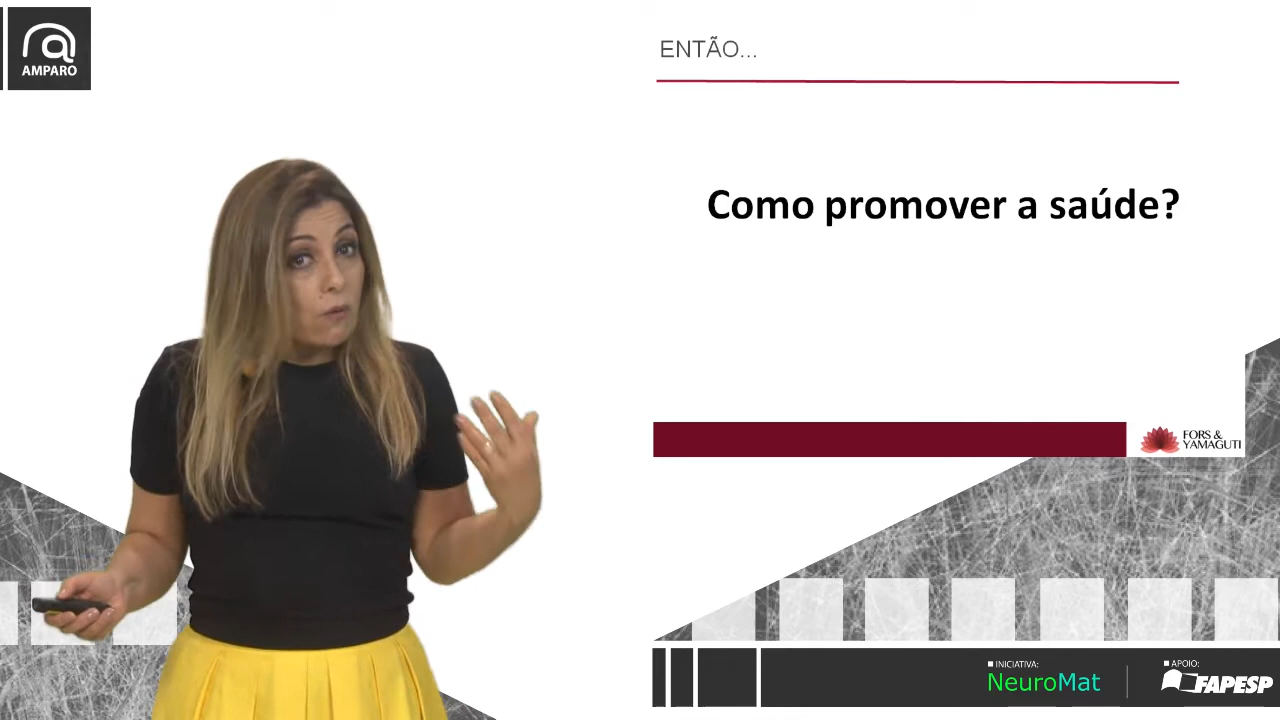 AMPARO
ENTÃO...
Como promover a saúde?
FORS &
YAMAGUTI
INICIATIVA:
NeuroMat
APOIO:
FAPESP